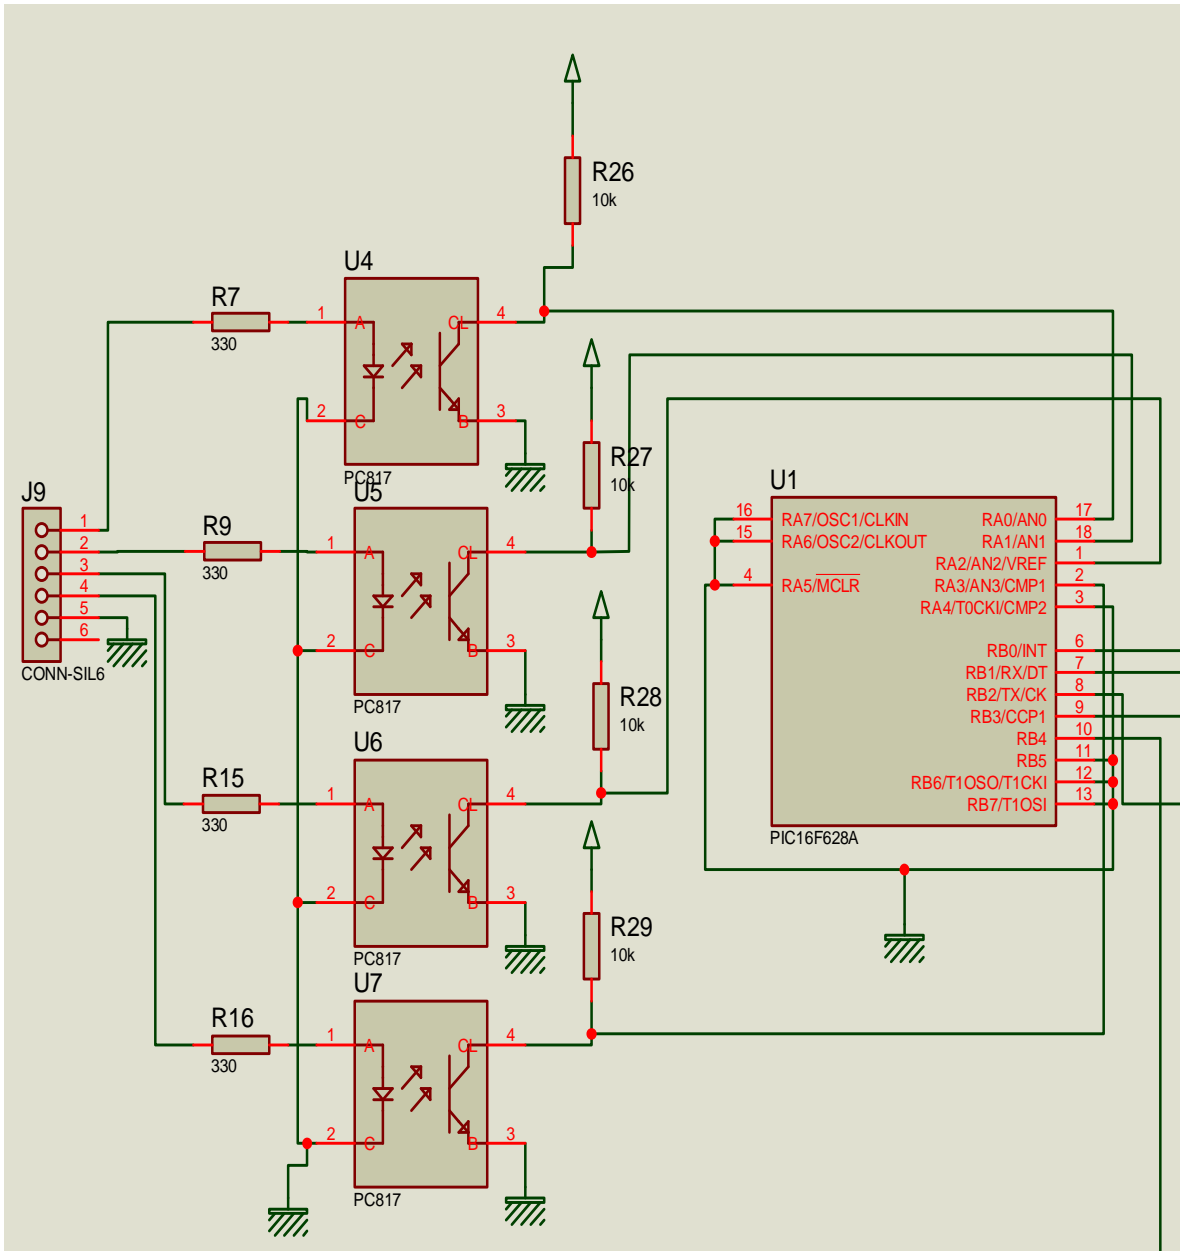 R26
10k
U4
R7
330
1
A
CL
4
2
C
B
3
PC817
R27
10k
J9
1
2
3
4
5
6
CONN-SIL6
U5
R9
330
1
A
CL
4
2
C
B
3
PC817
R28
10k
U6
R15
330
1
A
CL
4
2
C
B
3
PC817
R29
10k
U7
R16
330
1
A
CL
4
2
C
B
3
PC817
U1
16 RA7/OSC1/CLKIN RA0/AN0 17
15 RA6/OSC2/CLKOUT RA1/AN1 18
RA2/AN2/VREF 1
4 RA5/MCLR RA3/AN3/CMP1 2
RA4/T0CKI/CMP2 3
RB0/INT 6
RB1/RX/DT 7
RB2/TX/CK 8
RB3/CCP1 9
RB4 10
RB5 11
RB6/T1OSO/T1CKI 12
RB7/T1OSI 13
PIC16F628A